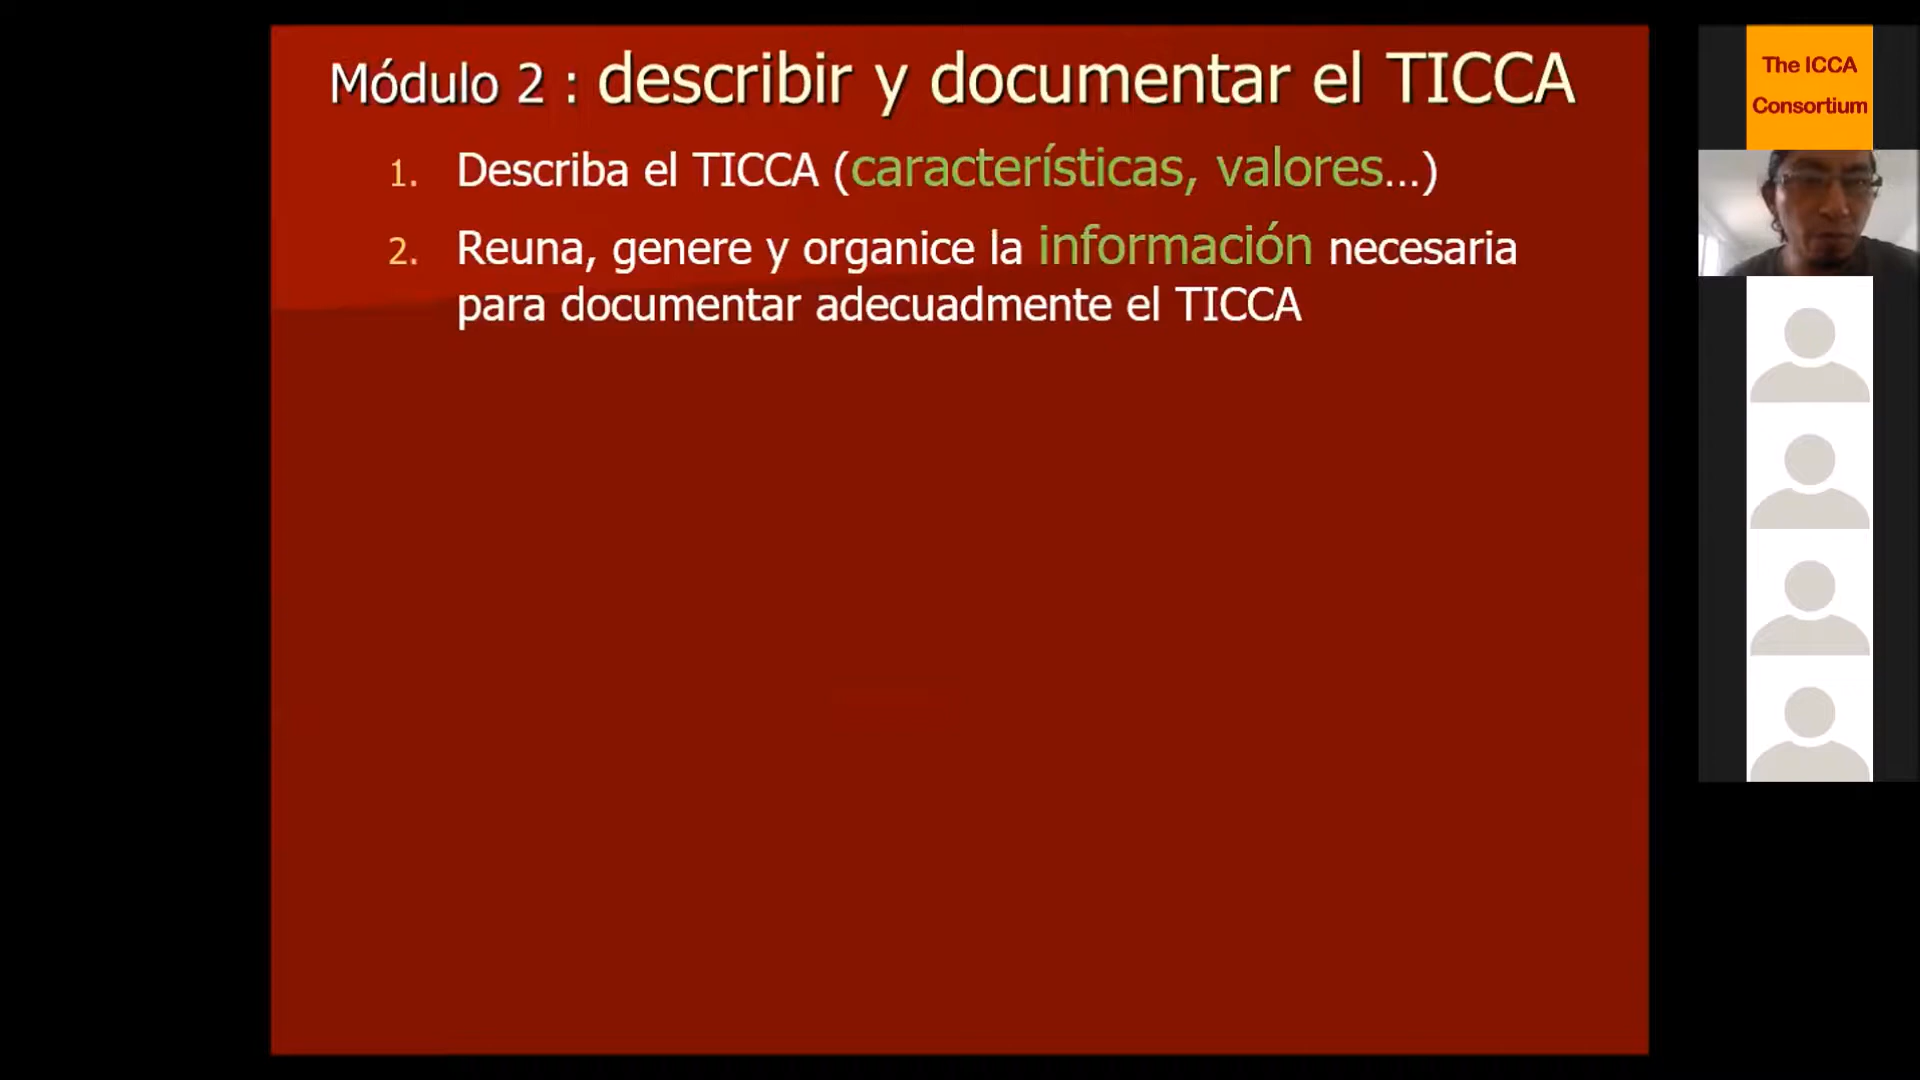 Módulo 2 : describir y documentar el TICCA
1. Describa el TICCA (características, valores...)
2. Reuna, genere y organice la información necesaria
para documentar adecuadmente el TICCA
The ICCA
Consortium